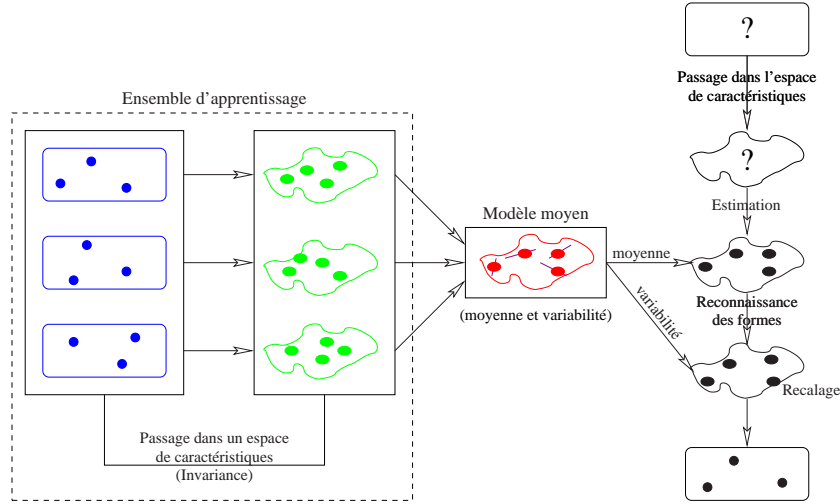 ?
Passage dans l'espace
de caractéristiques
Ensemble d'apprentissage
?
Estimation
Modèle moyen
moyenne
variabilité
(moyenne et variabilité)
Reconnaissance
des formes
Recalage
Passage dans un espace
de caractéristiques
(Invariance)